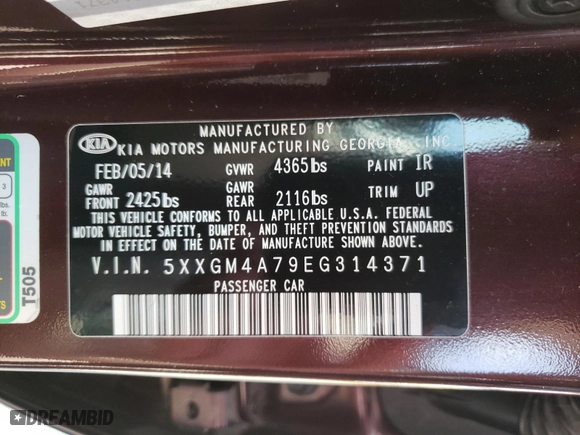 MANUFACTURED BY
KIA KIA MOTORS MANUFACTURING GEORGIA, INC
FEB/05/14 GVWR 4365lbs PAINT IR
GAWR FRONT 2425lbs GAWR REAR 2116lbs TRIM UP
THIS VEHICLE CONFORMS TO ALL APPLICABLE U.S.A. FEDERAL
MOTOR VEHICLE SAFETY, BUMPER, AND THEFT PREVENTION STANDARDS
IN EFFECT ON THE DATE OF MANUFACTURE SHOWN ABOVE.
V.I.N. 5XXGM4A79EG314371
PASSENGER CAR
T505
DREAMBID